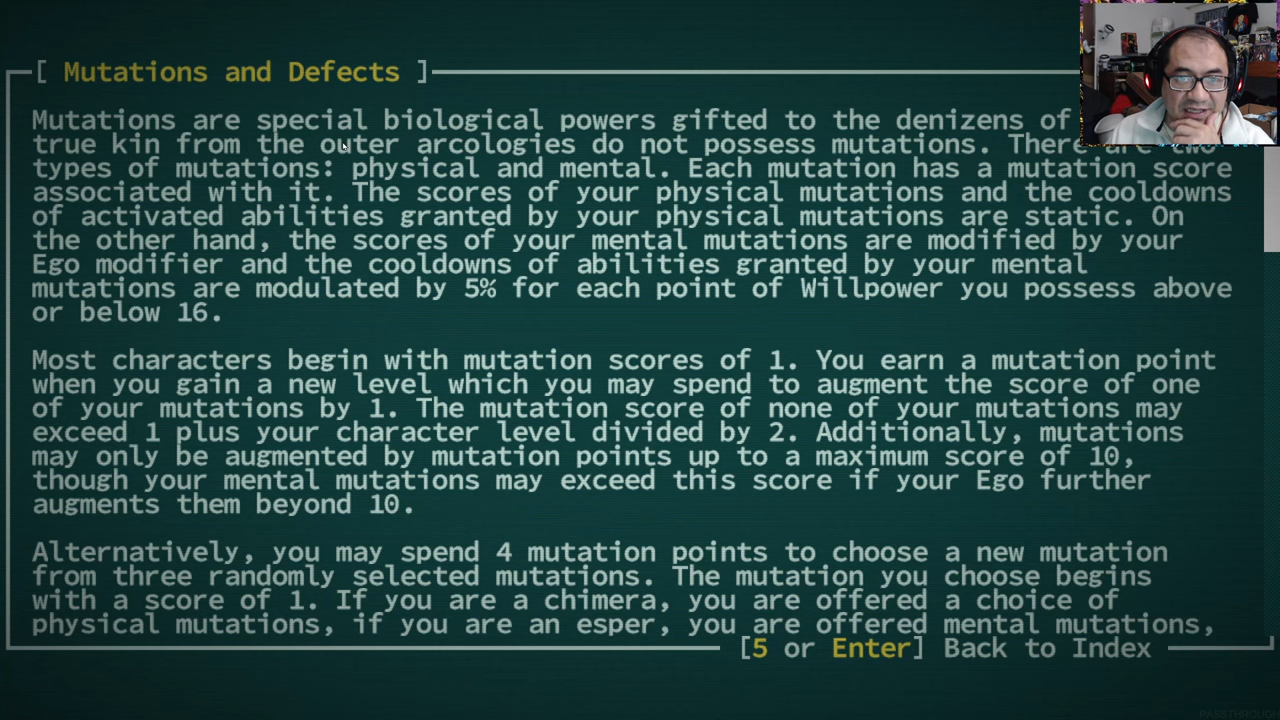 [ Mutations and Defects ]
Mutations are special biological powers gifted to the denizens of
true kin from the outer arcologies do not possess mutations. There are two
types of mutations: physical and mental. Each mutation has a mutation score
associated with it. The scores of your physical mutations and the cooldowns
of activated abilities granted by your physical mutations are static. On
the other hand, the scores of your mental mutations are modified by your
Ego modifier and the cooldowns of abilities granted by your mental
mutations are modulated by 5% for each point of Willpower you possess above
or below 16.
Most characters begin with mutation scores of 1. You earn a mutation point
when you gain a new level which you may spend to augment the score of one
of your mutations by 1. The mutation score of none of your mutations may
exceed 1 plus your character level divided by 2. Additionally, mutations
may only be augmented by mutation points up to a maximum score of 10,
though your mental mutations may exceed this score if your Ego further
augments them beyond 10.
Alternatively, you may spend 4 mutation points to choose a new mutation
from three randomly selected mutations. The mutation you choose begins
with a score of 1. If you are a chimera, you are offered a choice of
physical mutations, if you are an esper, you are offered mental mutations,
[5 or Enter] Back to Index